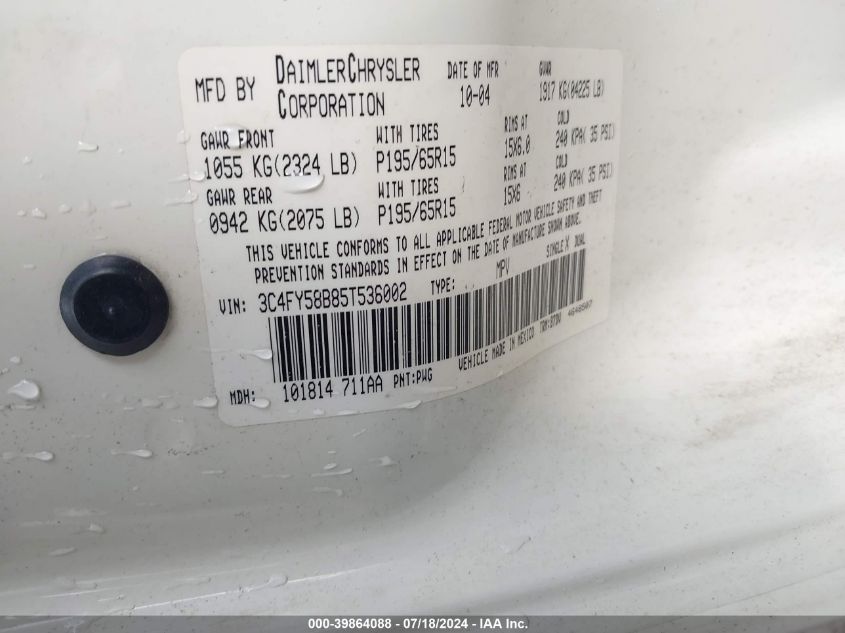 MFD BY DAIMLERCHRYSLER CORPORATION DATE OF MFR 10-04 GVWR 1917 KG(04225 LB)
GAWR FRONT WITH TIRES RIMS AT COLD
1055 KG(2324 LB) P195/65R15 15X6.0 240 KPA( 35 PSI)
GAWR REAR WITH TIRES RIMS AT COLD
0942 KG(2075 LB) P195/65R15 15X6 240 KPA( 35 PSI)
THIS VEHICLE CONFORMS TO ALL APPLICABLE FEDERAL MOTOR VEHICLE SAFETY AND THEFT
PREVENTION STANDARDS IN EFFECT ON THE DATE OF MANUFACTURE SHOWN ABOVE.
VIN: 3C4FY58B85T536002 TYPE: MPV SINGLE X DUAL
MDH: 101814 711AA PNT:PWG VEHICLE MADE IN MEXICO
000-39864088 - 07/18/2024 - IAA Inc.